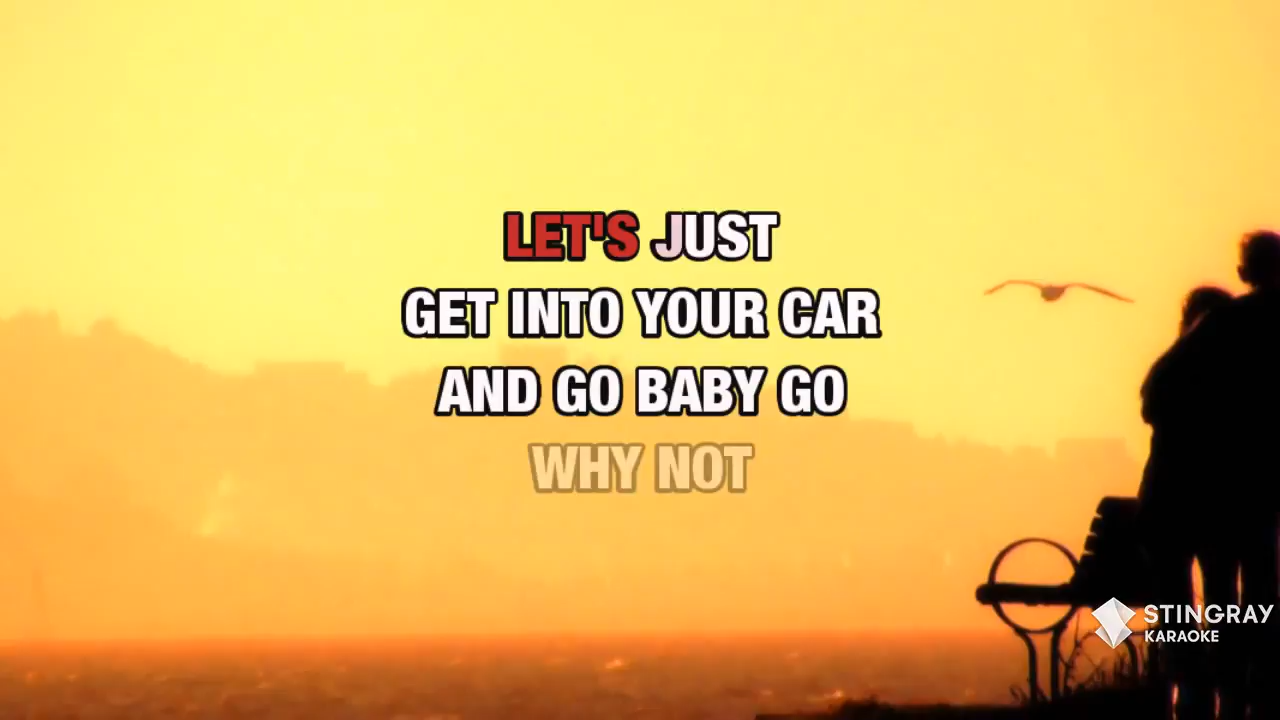 LET'S JUST
GET INTO YOUR CAR
AND GO BABY GO
WHY NOT
STINGRAY
KARAOKE